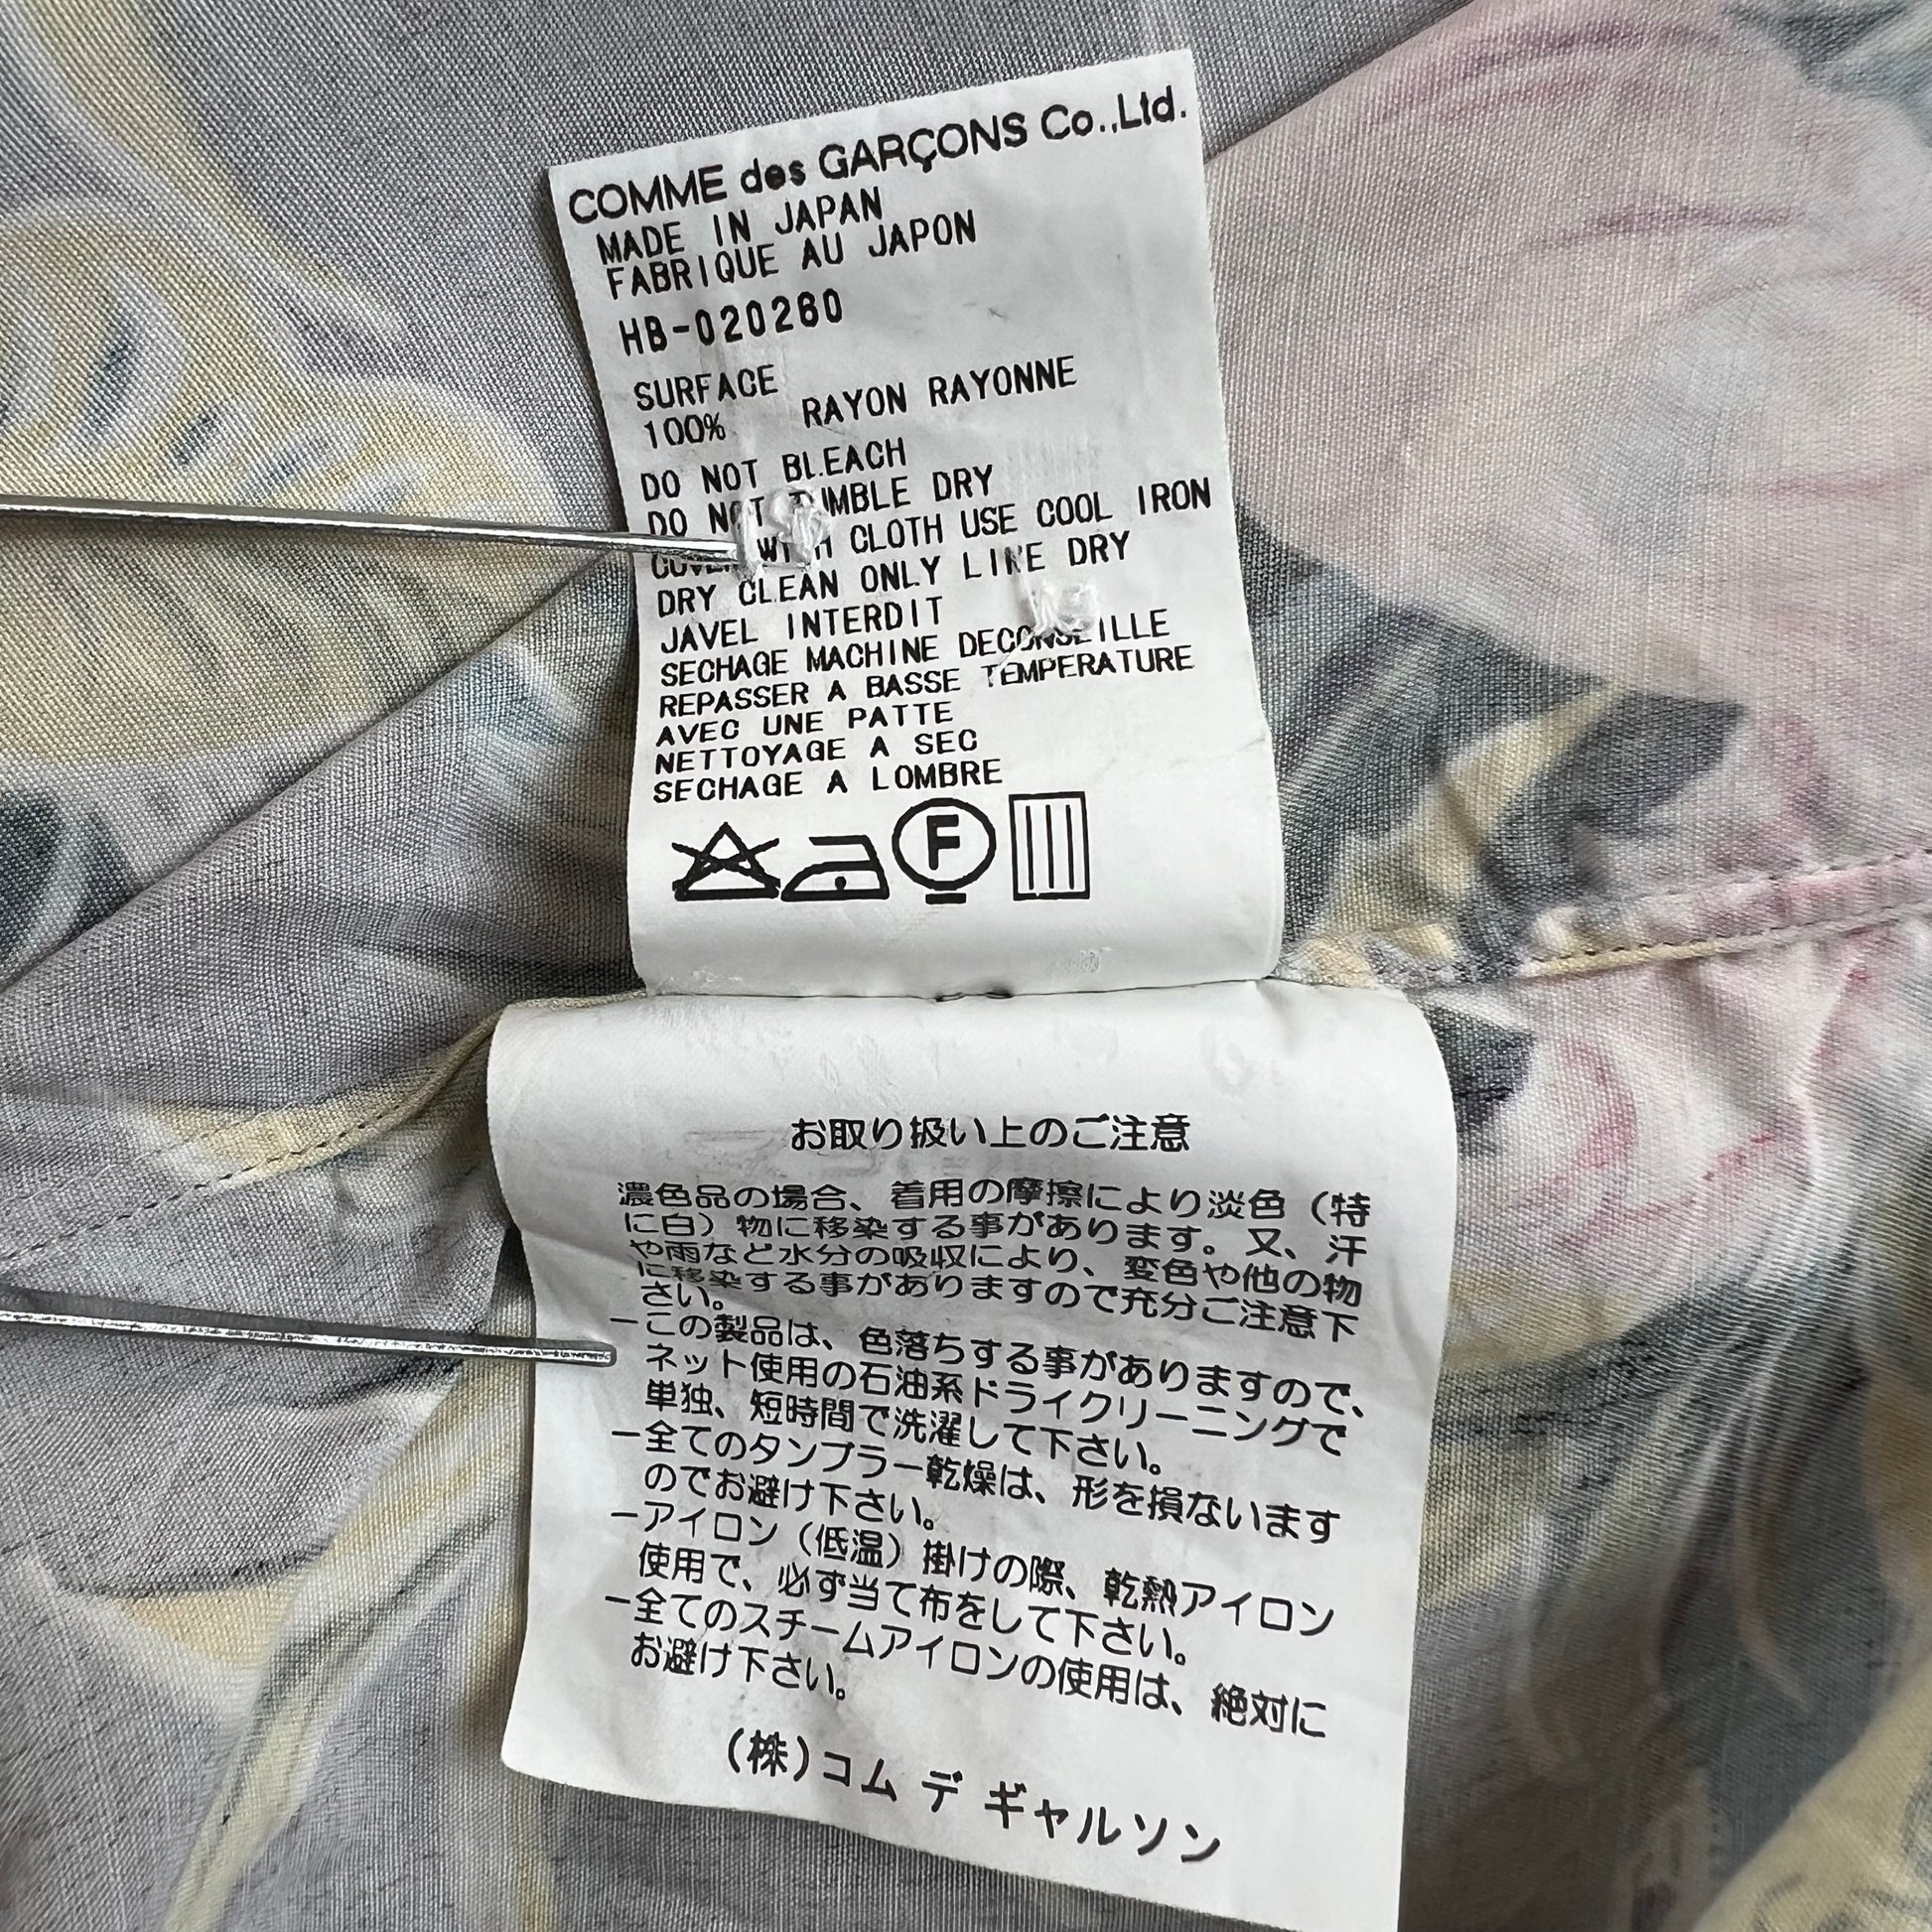 COMME des GARÇONS Co.,Ltd.
MADE IN JAPAN
FABRIQUE AU JAPON
HB-020260
SURFACE
100% RAYON RAYONNE
DO NOT BLEACH
DO NOT TUMBLE DRY
COVER WITH CLOTH USE COOL IRON
DRY CLEAN ONLY LINE DRY
JAVEL INTERDIT
SECHAGE MACHINE DECONSEILLE
REPASSER A BASSE TEMPERATURE
AVEC UNE PATTE
NETTOYAGE A SEC
SECHAGE A LOMBRE
F
お取り扱い上のご注意
濃色品の場合、着用の摩擦により淡色（特
に白）物に移染する事があります。又、汗
や雨など水分の吸収により、変色や他の物
に移染する事がありますので充分ご注意下
さい。
－この製品は、色落ちする事がありますので、
ネット使用の石油系ドライクリーニングで
単独、短時間で洗濯して下さい。
－全てのタンブラー乾燥は、形を損ないます
のでお避け下さい。
－アイロン（低温）掛けの際、乾熱アイロン
使用で、必ず当て布をして下さい。
－全てのスチームアイロンの使用は、絶対に
お避け下さい。
(株)コム デ ギャルソン